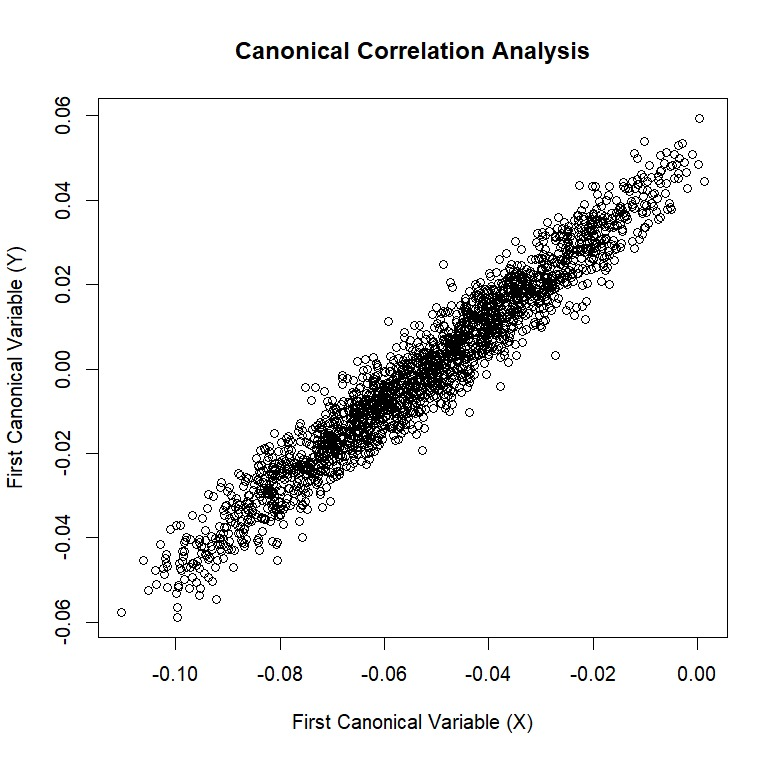 Canonical Correlation Analysis
First Canonical Variable (Y)
0.06
0.04
0.02
0.00
-0.02
-0.04
-0.06
-0.10 -0.08 -0.06 -0.04 -0.02 0.00
First Canonical Variable (X)